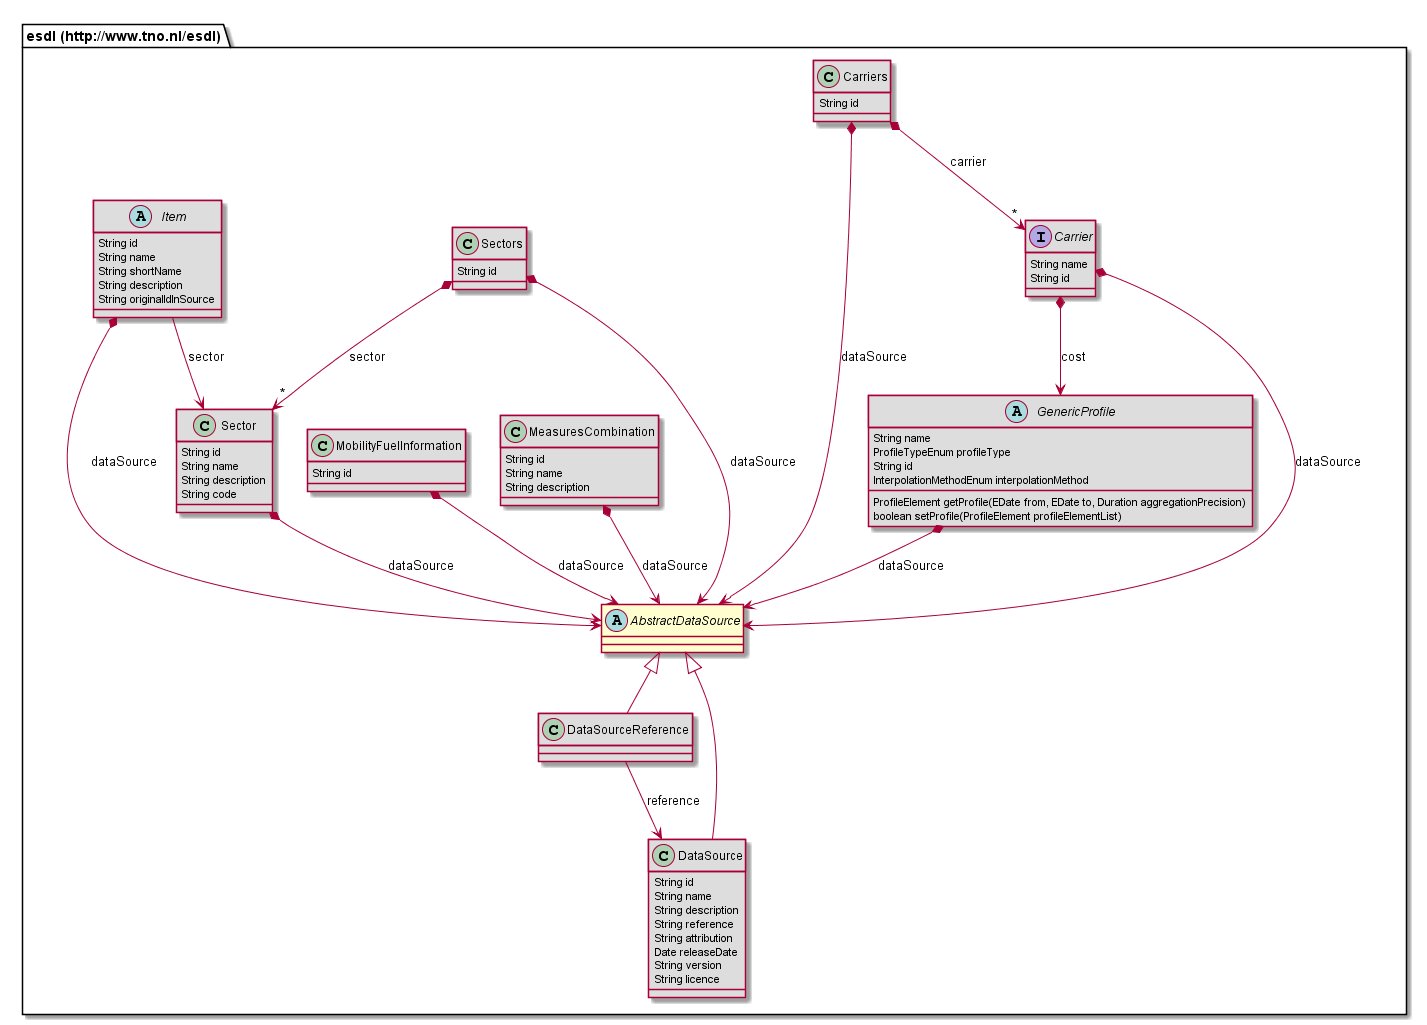 esdl (http://www.tno.nl/esdl)
C Carriers
String id
carrier
*
A Item
String id
String name
String shortName
String description
String originalIdInSource
C Sectors
String id
I Carrier
String name
String id
sector
sector
*
dataSource
cost
C Sector
String id
String name
String description
String code
C MobilityFuelInformation
String id
C MeasuresCombination
String id
String name
String description
A GenericProfile
String name
ProfileTypeEnum profileType
String id
InterpolationMethodEnum interpolationMethod
ProfileElement getProfile(EDate from, EDate to, Duration aggregationPrecision)
boolean setProfile(ProfileElement profileElementList)
dataSource
dataSource
dataSource
dataSource
dataSource
dataSource
dataSource
A AbstractDataSource
C DataSourceReference
reference
C DataSource
String id
String name
String description
String reference
String attribution
Date releaseDate
String version
String licence